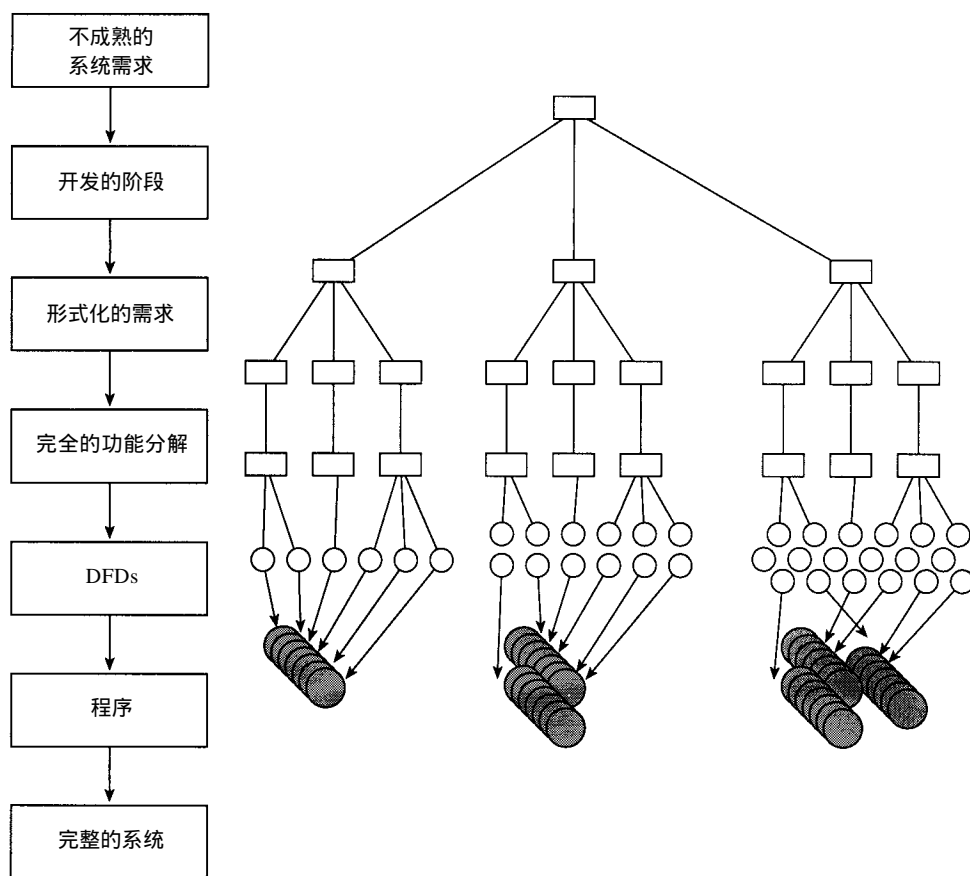 不成熟的
系统需求
开发的阶段
形式化的需求
完全的功能分解
DFDs
程序
完整的系统